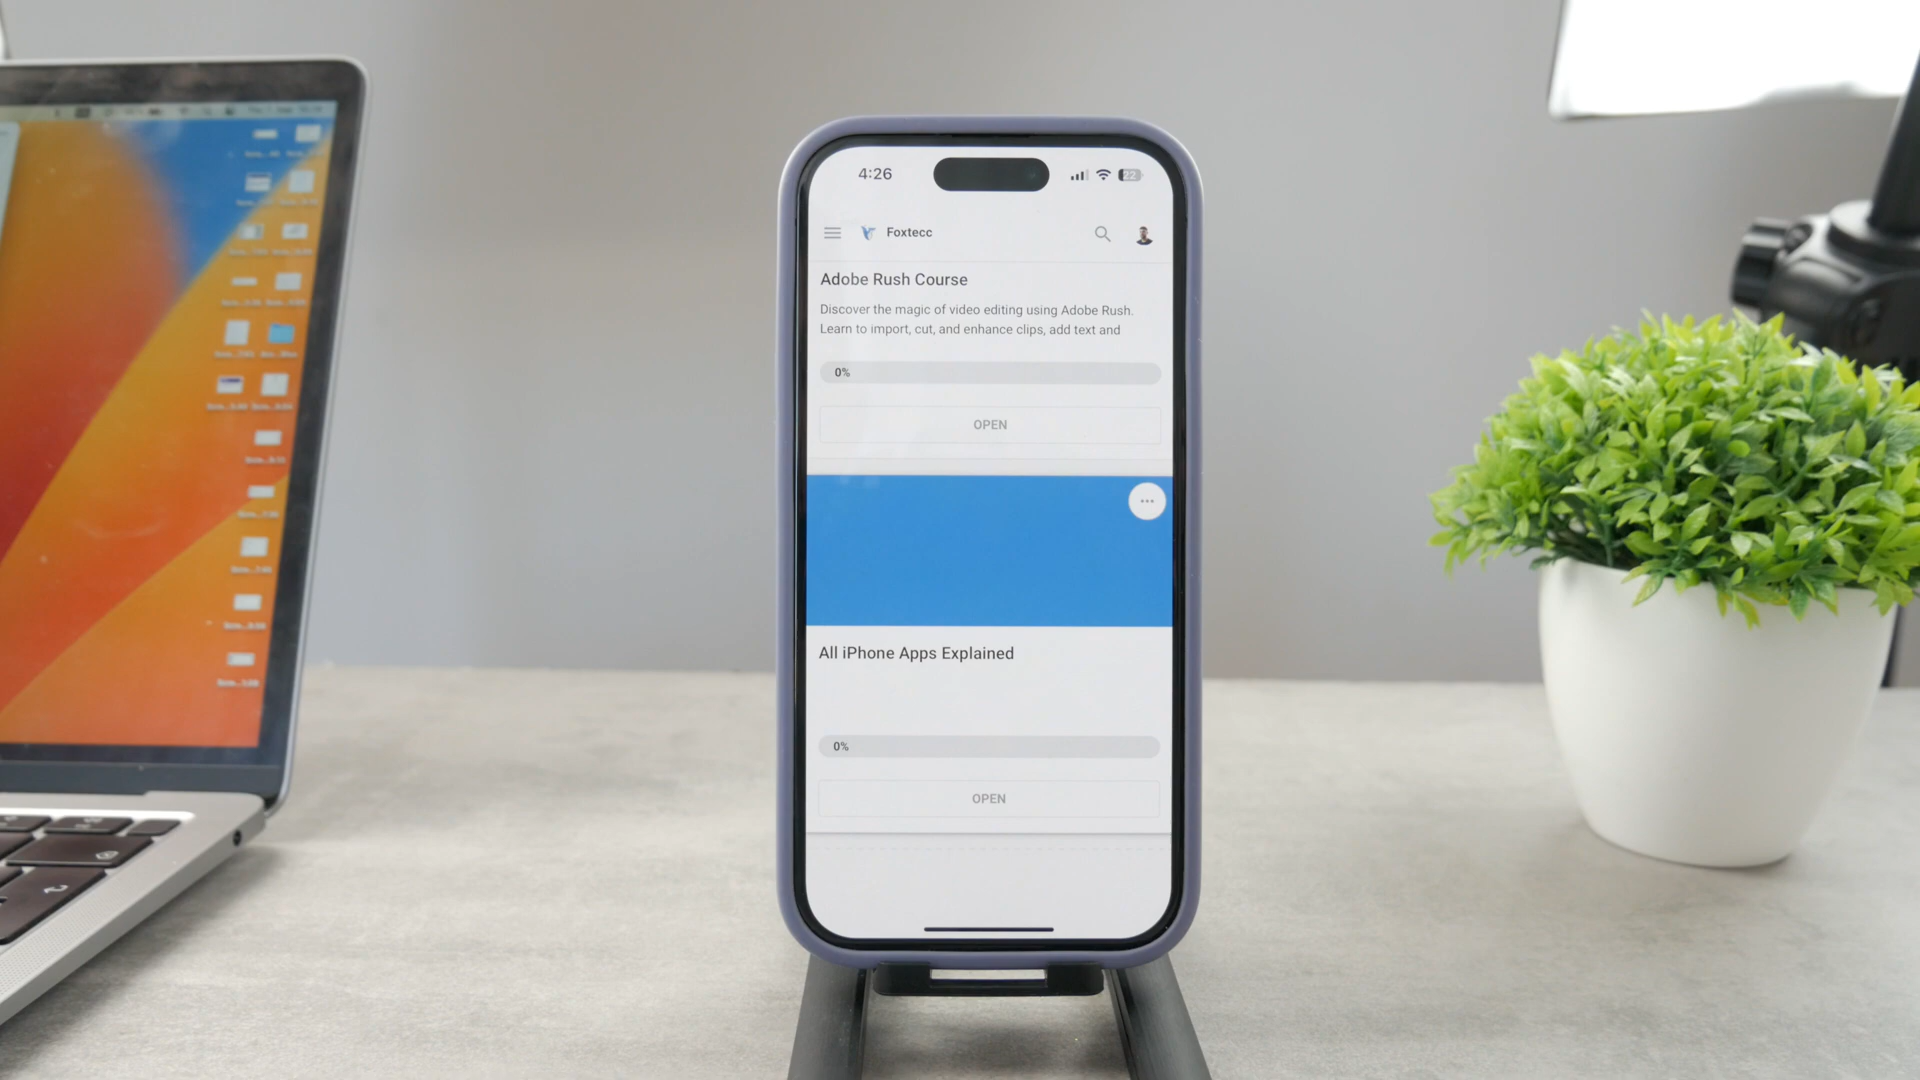 4:26
22
Foxtecc
Adobe Rush Course
Discover the magic of video editing using Adobe Rush.
Learn to import, cut, and enhance clips, add text and
0%
OPEN
All iPhone Apps Explained
0%
OPEN